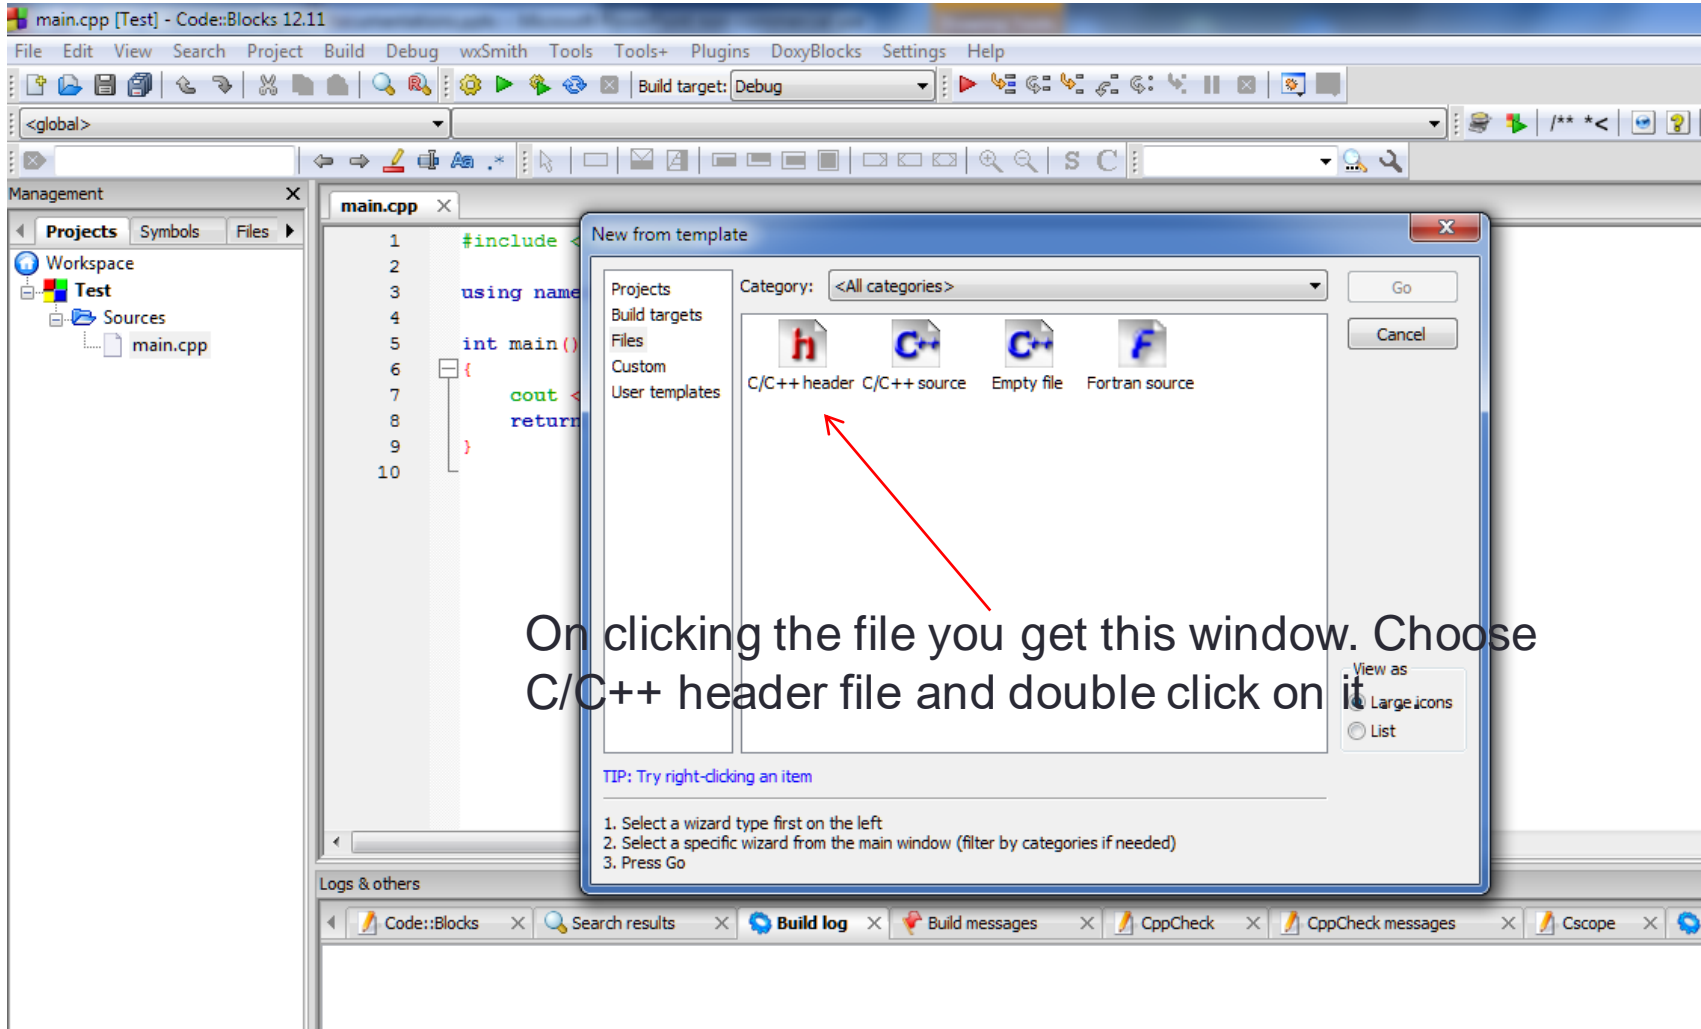 main.cpp [Test] - Code::Blocks 12.11
File Edit View Search Project Build Debug wxSmith Tools Tools+ Plugins DoxyBlocks Settings Help
Build target: Debug
<global>
/** *<
Aa .* S C
Management
main.cpp
Projects Symbols Files
Workspace
Test
Sources
main.cpp
1 #include <
2
3 using name
4
5 int main()
6 {
7 cout <
8 return
9 }
10
New from template
Projects
Build targets
Files
Custom
User templates
Category: <All categories>
Go
Cancel
C/C++ header C/C++ source Empty file Fortran source
On clicking the file you get this window. Choose
C/C++ header file and double click on it .
View as
Large icons
List
TIP: Try right-clicking an item
1. Select a wizard type first on the left
2. Select a specific wizard from the main window (filter by categories if needed)
3. Press Go
Logs & others
Code::Blocks Search results Build log Build messages CppCheck CppCheck messages Cscope